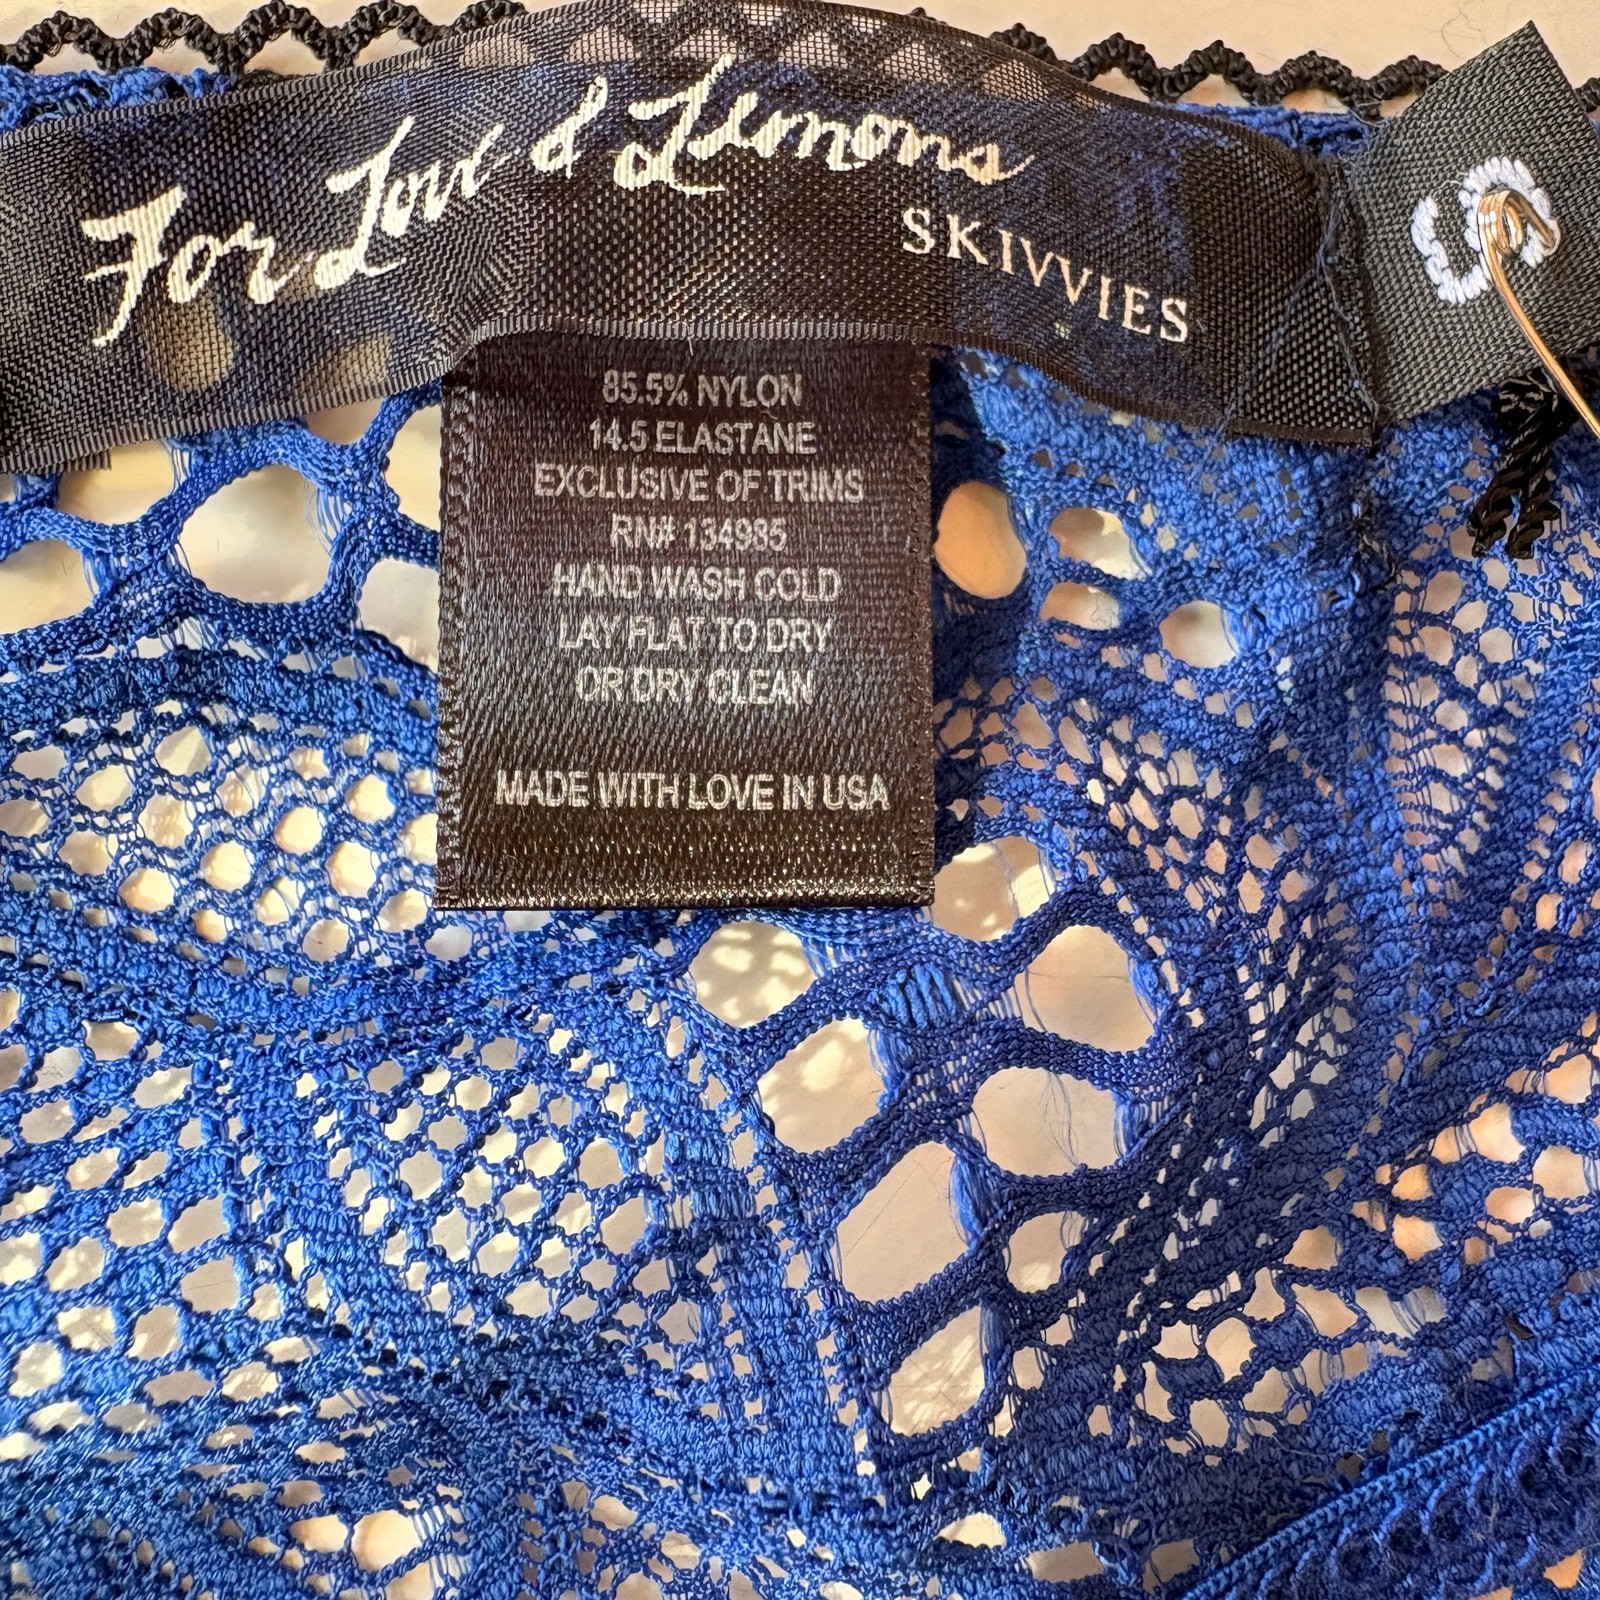 For Love & Lemons
SKIVVIES
S
85.5% NYLON
14.5 ELASTANE
EXCLUSIVE OF TRIMS
RN# 134985
HAND WASH COLD
LAY FLAT TO DRY
OR DRY CLEAN
MADE WITH LOVE IN USA